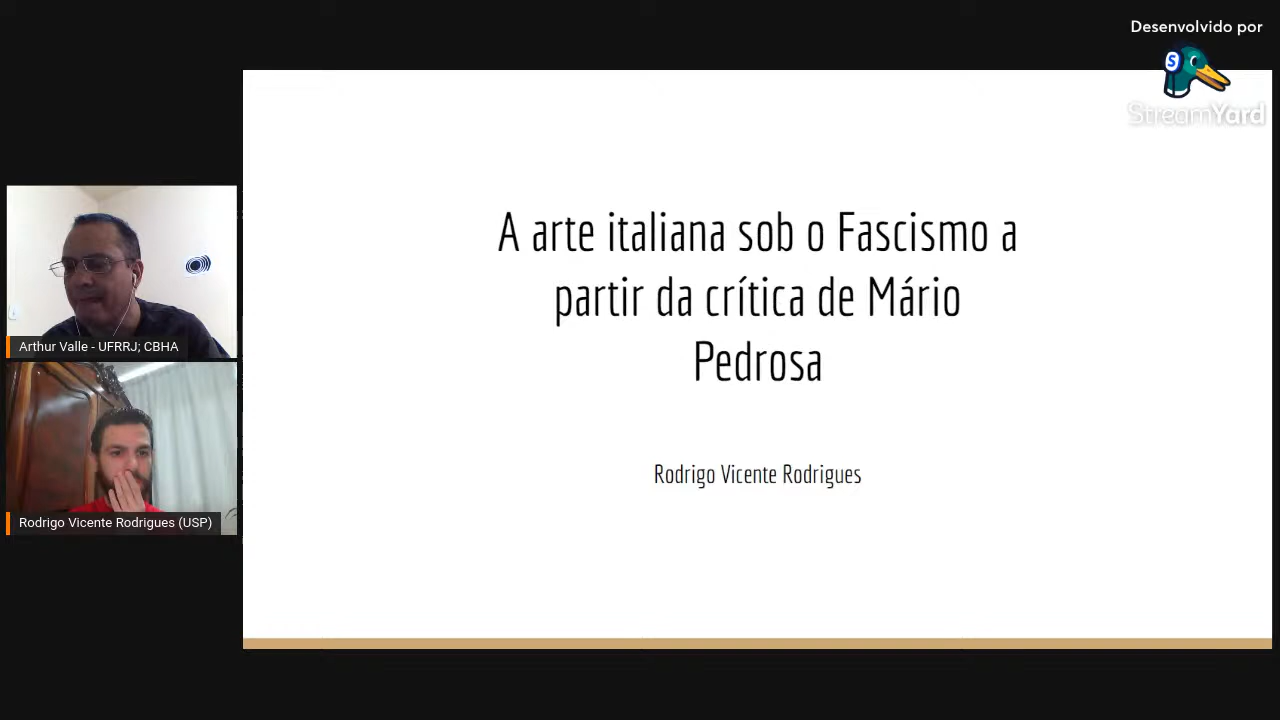 Desenvolvido por
StreamYard
A arte italiana sob o Fascismo a
partir da crítica de Mário
Pedrosa
Rodrigo Vicente Rodrigues
Arthur Valle - UFRRJ; CBHA
Rodrigo Vicente Rodrigues (USP)